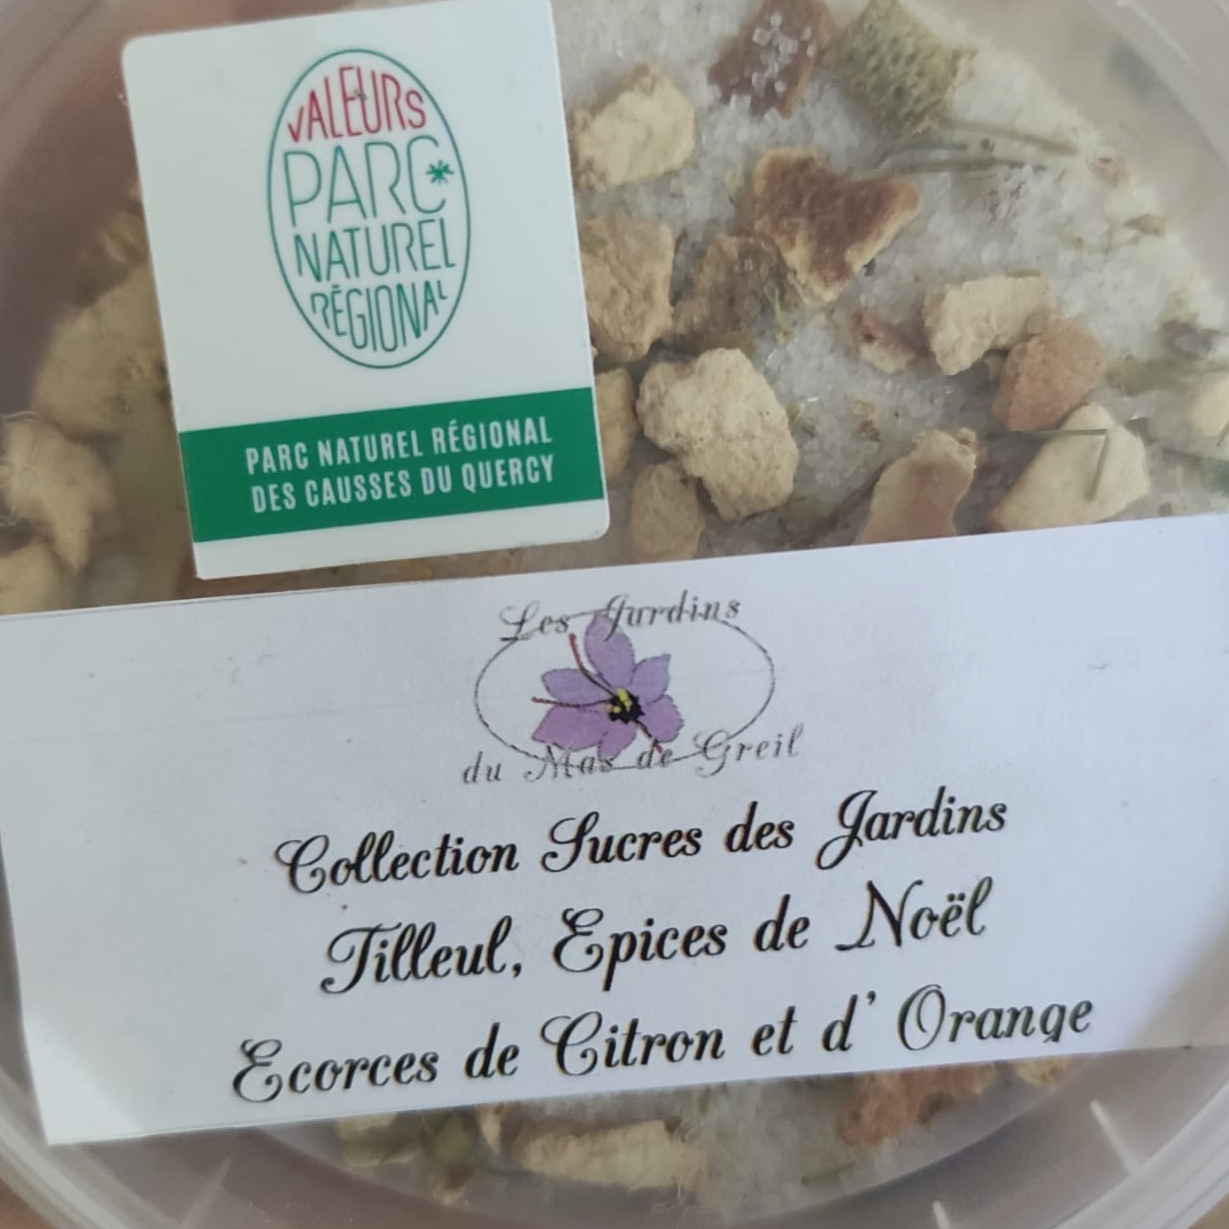 VALEURS
PARC
NATUREL
RÉGIONAL
PARC NATUREL RÉGIONAL
DES CAUSSES DU QUERCY
Les Jardins
du Mas de Greil
Collection Sucres des Jardins
Tilleul, Epices de Noël
Ecorces de Citron et d' Orange